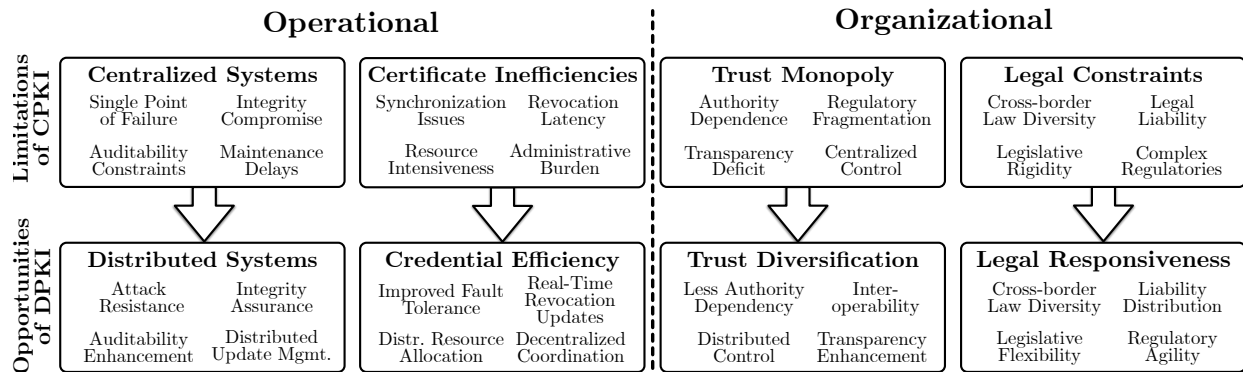 Operational
Organizational
Limitations
of CPKI
Centralized Systems
Single Point
of Failure
Integrity
Compromise
Auditability
Constraints
Maintenance
Delays
Certificate Inefficiencies
Synchronization
Issues
Revocation
Latency
Resource
Intensiveness
Administrative
Burden
Trust Monopoly
Authority
Dependence
Regulatory
Fragmentation
Transparency
Deficit
Centralized
Control
Legal Constraints
Cross-border
Law Diversity
Legal
Liability
Legislative
Rigidity
Complex
Regulatories
Opportunities
of DPKI
Distributed Systems
Attack
Resistance
Integrity
Assurance
Auditability
Enhancement
Distributed
Update Mgmt.
Credential Efficiency
Improved Fault
Tolerance
Real-Time
Revocation
Updates
Distr. Resource
Allocation
Decentralized
Coordination
Trust Diversification
Less Authority
Dependency
Inter-
operability
Distributed
Control
Transparency
Enhancement
Legal Responsiveness
Cross-border
Law Diversity
Liability
Distribution
Legislative
Flexibility
Regulatory
Agility